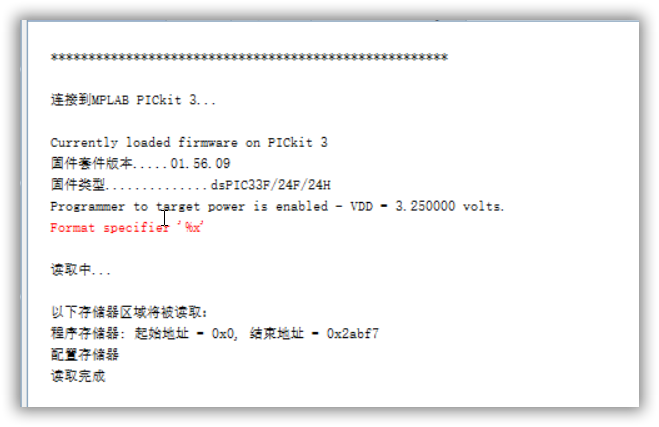 *****************************************************
连接到MPLAB PICkit 3...
Currently loaded firmware on PICkit 3
固件套件版本.....01.56.09
固件类型..............dsPIC33F/24F/24H
Programmer to target power is enabled - VDD = 3.250000 volts.
Format specifier '%x'
读取中...
以下存储器区域将被读取:
程序存储器: 起始地址 = 0x0, 结束地址 = 0x2abf7
配置存储器
读取完成